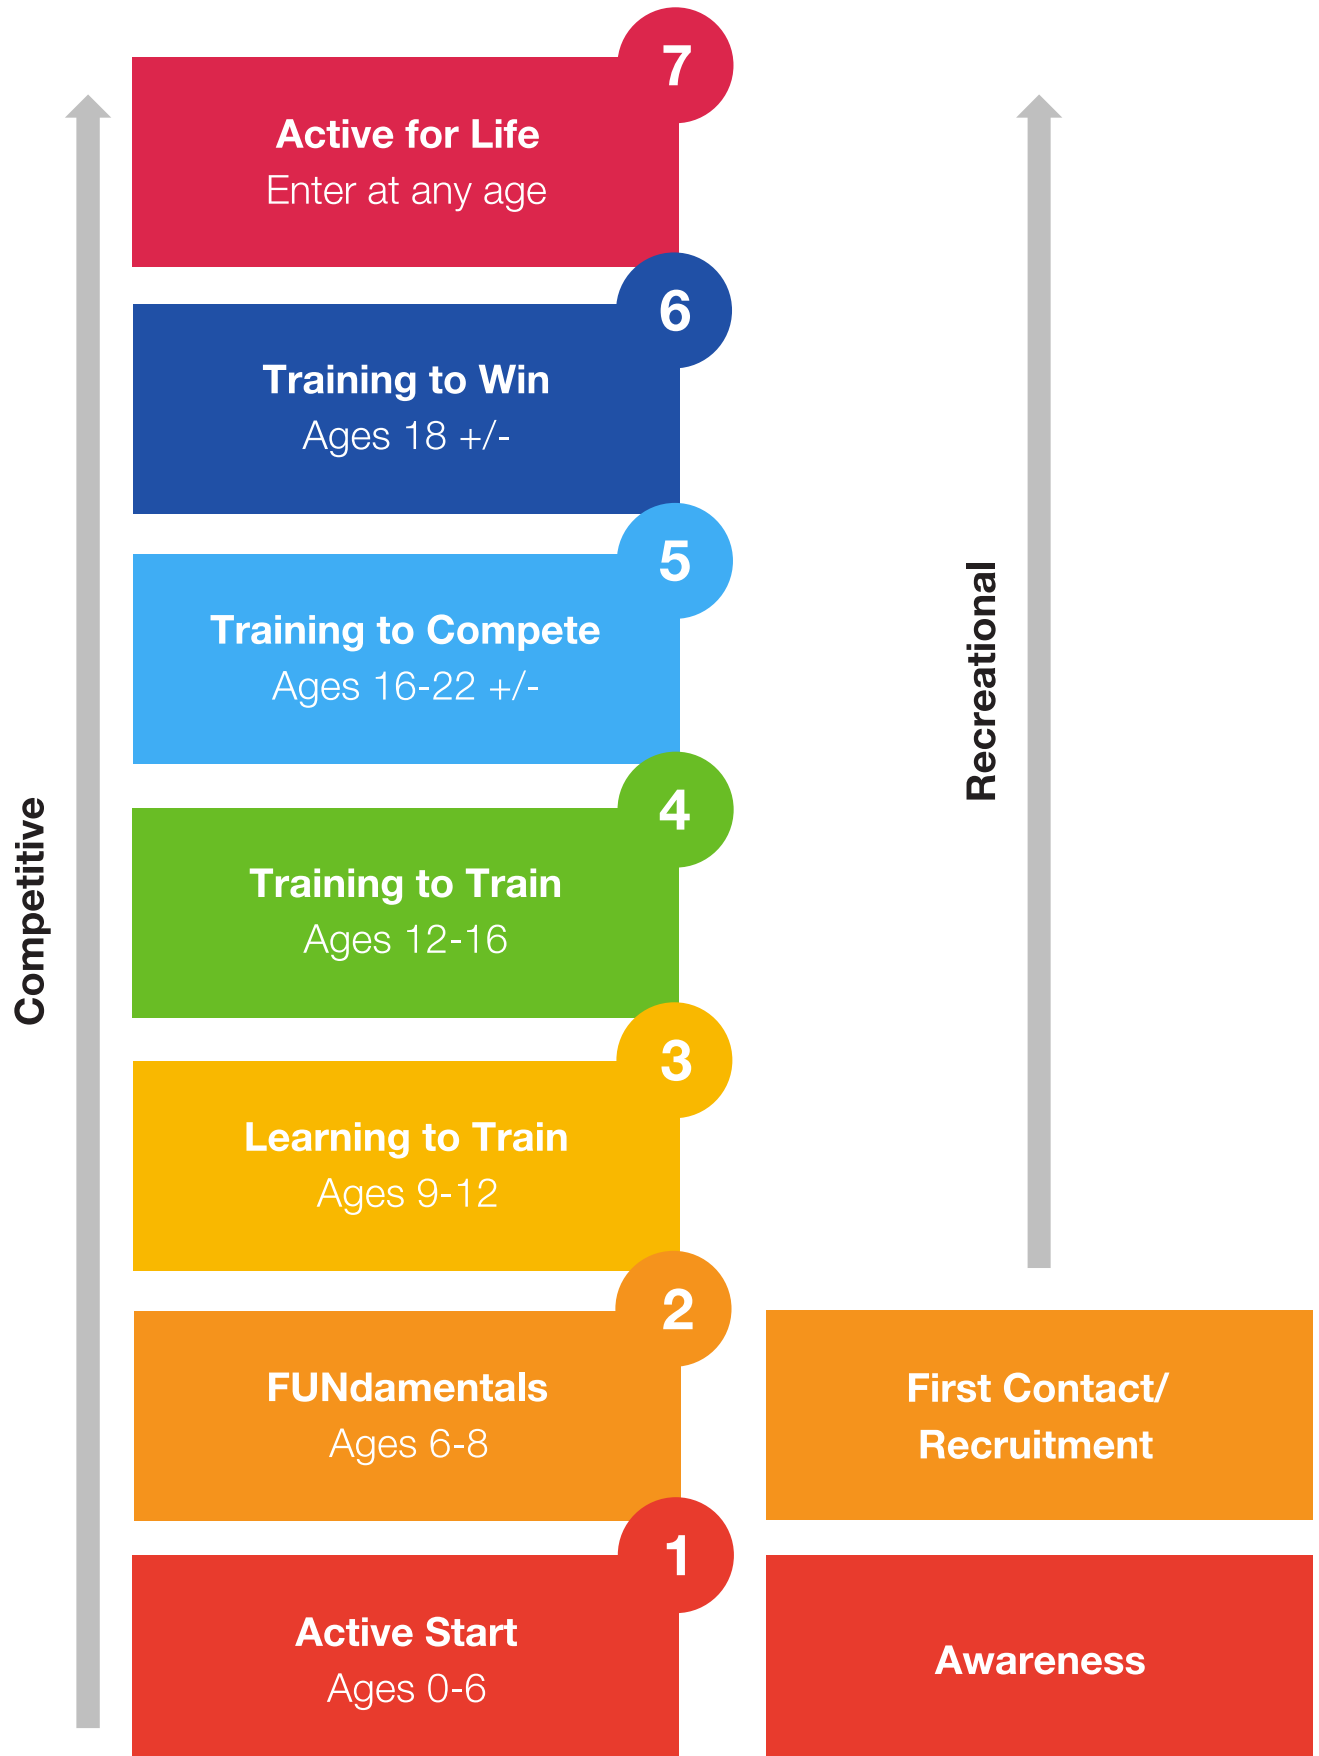 7
Active for Life
Enter at any age
6
Training to Win
Ages 18 +/-
5
Training to Compete
Ages 16-22 +/-
4
Training to Train
Ages 12-16
3
Learning to Train
Ages 9-12
2
FUNdamentals
Ages 6-8
1
Active Start
Ages 0-6
Competitive
Recreational
First Contact/
Recruitment
Awareness